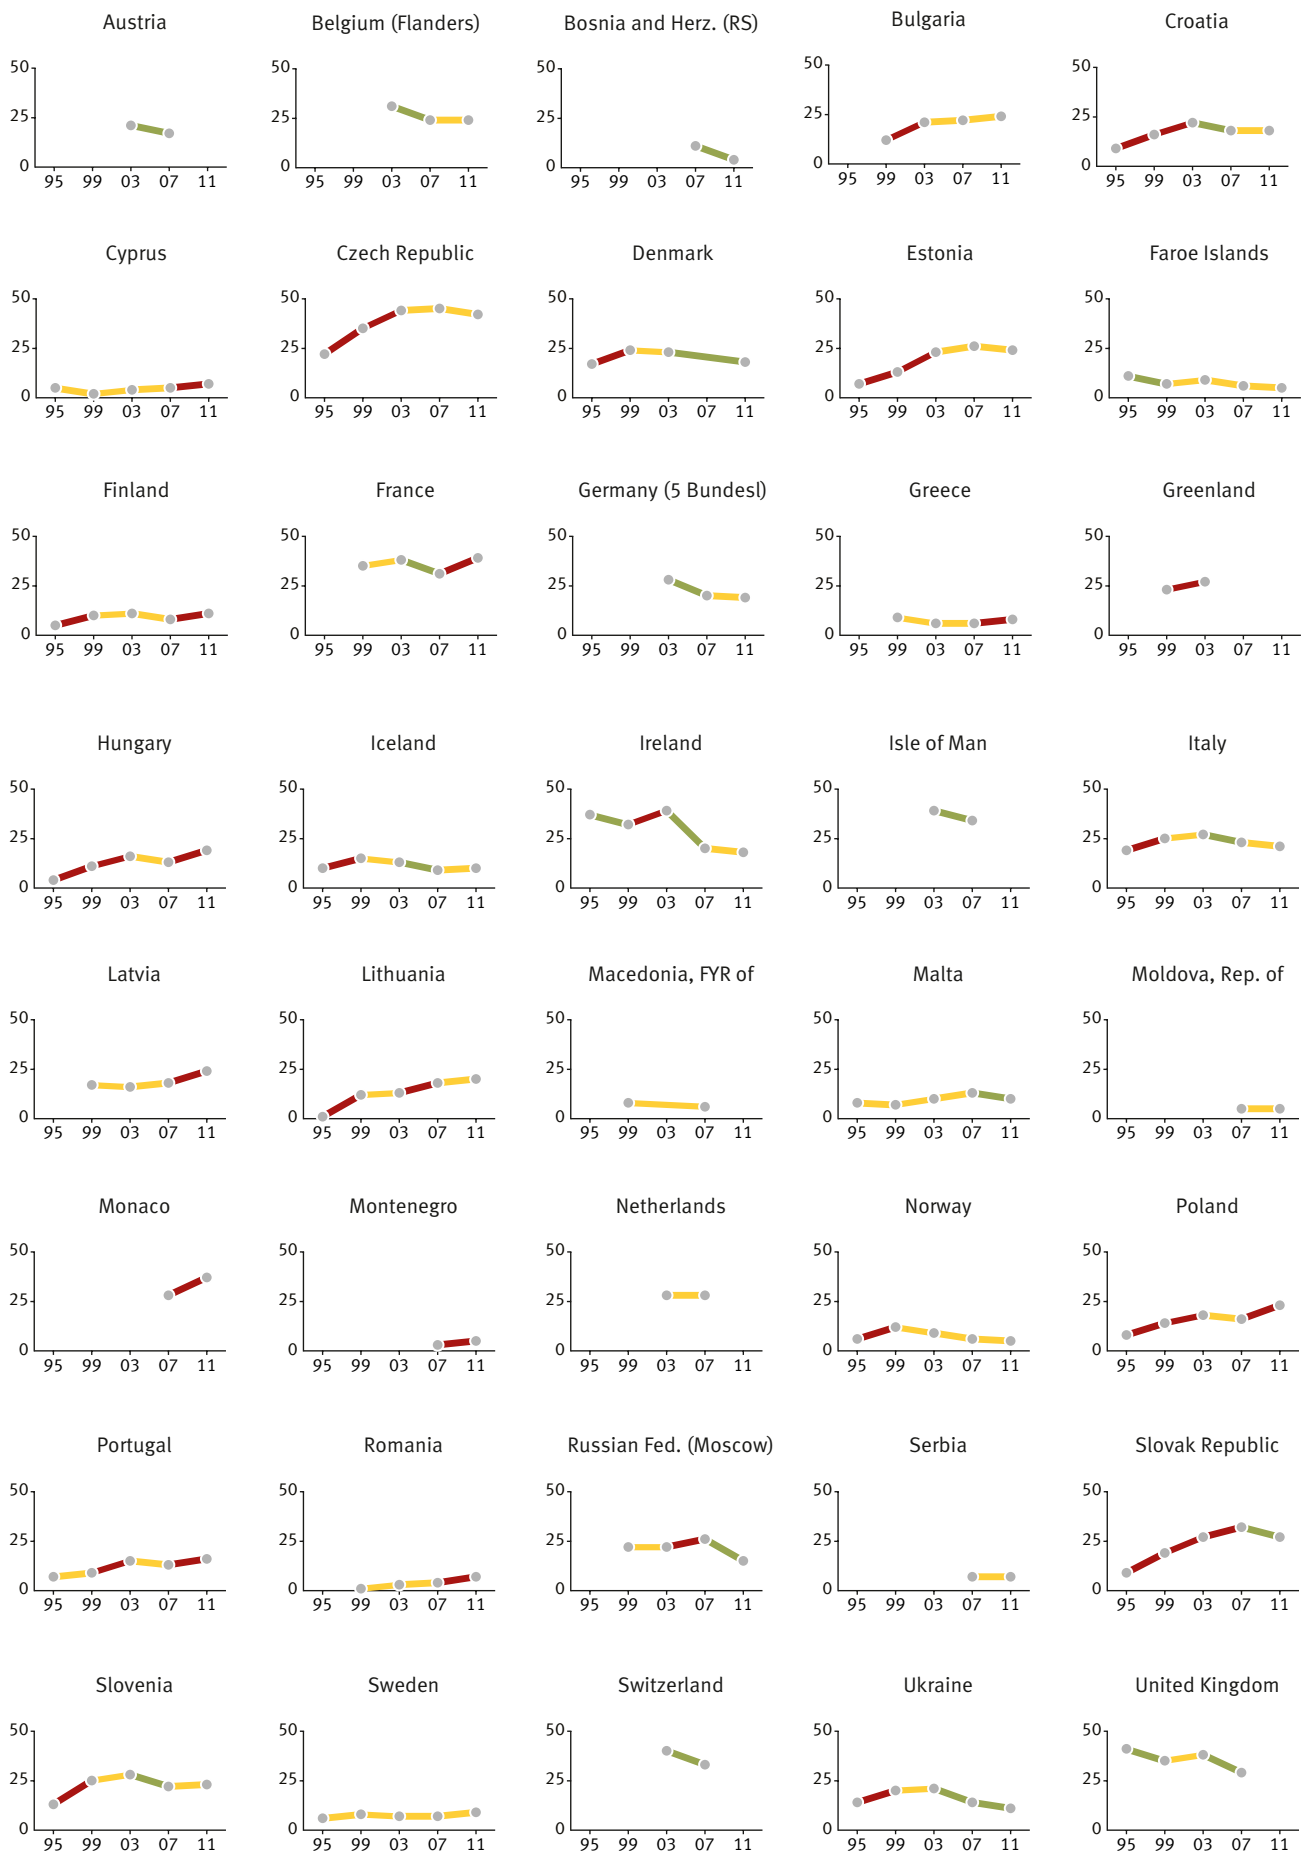 Austria
Belgium (Flanders)
Bosnia and Herz. (RS)
Bulgaria
Croatia
50
25
0
95 99 03 07 11
50
25
0
95 99 03 07 11
50
25
0
95 99 03 07 11
50
25
0
95 99 03 07 11
50
25
0
95 99 03 07 11
Cyprus
Czech Republic
Denmark
Estonia
Faroe Islands
50
25
0
95 99 03 07 11
50
25
0
95 99 03 07 11
50
25
0
95 99 03 07 11
50
25
0
95 99 03 07 11
50
25
0
95 99 03 07 11
Finland
France
Germany (5 Bundesl)
Greece
Greenland
50
25
0
95 99 03 07 11
50
25
0
95 99 03 07 11
50
25
0
95 99 03 07 11
50
25
0
95 99 03 07 11
50
25
0
95 99 03 07 11
Hungary
Iceland
Ireland
Isle of Man
Italy
50
25
0
95 99 03 07 11
50
25
0
95 99 03 07 11
50
25
0
95 99 03 07 11
50
25
0
95 99 03 07 11
50
25
0
95 99 03 07 11
Latvia
Lithuania
Macedonia, FYR of
Malta
Moldova, Rep. of
50
25
0
95 99 03 07 11
50
25
0
95 99 03 07 11
50
25
0
95 99 03 07 11
50
25
0
95 99 03 07 11
50
25
0
95 99 03 07 11
Monaco
Montenegro
Netherlands
Norway
Poland
50
25
0
95 99 03 07 11
50
25
0
95 99 03 07 11
50
25
0
95 99 03 07 11
50
25
0
95 99 03 07 11
50
25
0
95 99 03 07 11
Portugal
Romania
Russian Fed. (Moscow)
Serbia
Slovak Republic
50
25
0
95 99 03 07 11
50
25
0
95 99 03 07 11
50
25
0
95 99 03 07 11
50
25
0
95 99 03 07 11
50
25
0
95 99 03 07 11
Slovenia
Sweden
Switzerland
Ukraine
United Kingdom
50
25
0
95 99 03 07 11
50
25
0
95 99 03 07 11
50
25
0
95 99 03 07 11
50
25
0
95 99 03 07 11
50
25
0
95 99 03 07 11